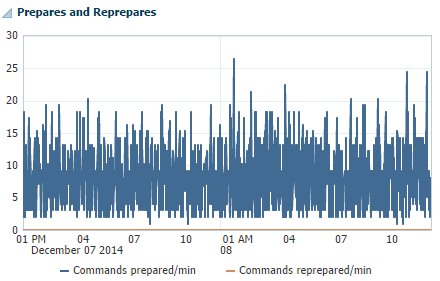 Prepares and Reprepares
30
25
20
15
10
5
0
01 PM 04 07 10 01 AM 04 07 10
December 07 2014 08
Commands prepared/min Commands reprepared/min